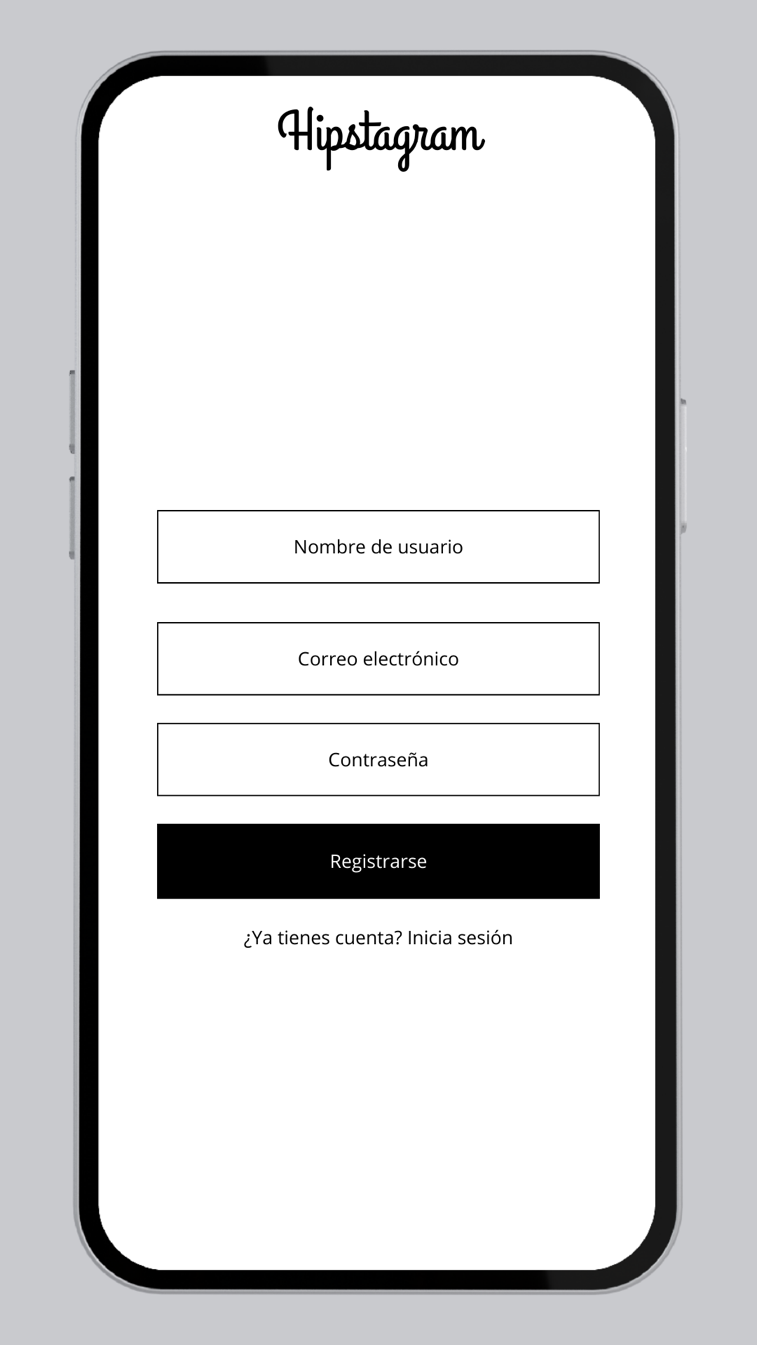 Hipstagram
Nombre de usuario
Correo electrónico
Contraseña
Registrarse
¿Ya tienes cuenta? Inicia sesión